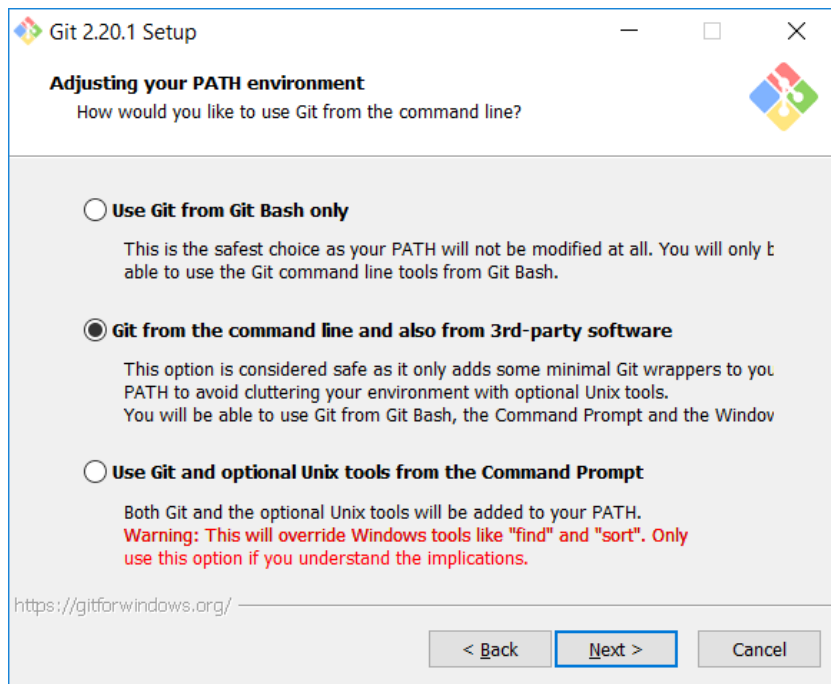 Git 2.20.1 Setup
Adjusting your PATH environment
How would you like to use Git from the command line?
Use Git from Git Bash only
This is the safest choice as your PATH will not be modified at all. You will only
able to use the Git command line tools from Git Bash.
Git from the command line and also from 3rd-party software
This option is considered safe as it only adds some minimal Git wrappers to
PATH to avoid cluttering your environment with optional Unix tools.
You will be able to use Git from Git Bash, the Command Prompt and the
Use Git and optional Unix tools from the Command Prompt
Both Git and the optional Unix tools will be added to your PATH.
Warning: This will override Windows tools like "find" and "sort". Only
use this option if you understand the implications.
https://gitforwindows.org/
< Back
Next >
Cancel